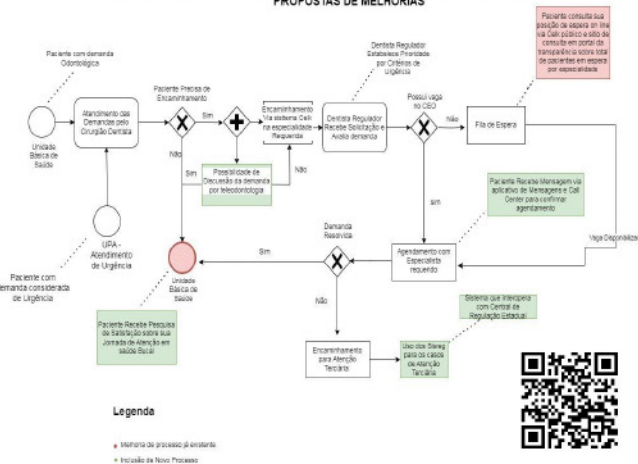 PROPOSTAS DE MELHORIAS
Paciente com demanda
Odontológica
Unidade
Básica de
Saúde
Atendimento das
Demandas pelo
Cirurgião Dentista
UPA -
Atendimento
de Urgência
Paciente com
demanda considerada
de Urgência
Paciente Precisa de
Encaminhamento
Sim
Não
Encaminhamento
Via sistema Celk
na especialidade
Requerida
Possibilidade de
Discussão da demanda
por teleodontologia
Sim
Não
Dentista Regulador
Estabelece Prioridade
por Critérios de
Urgência
Dentista Regulador
Recebe Solicitação e
Avalia demanda
Possui vaga
no CEO
Não
sim
Fila de Espera
Paciente consulta sua
posição de espera on line
via Celk público e sitio de
consulta em portal da
transparência sobre total
de pacientes em espera
por especialidade
Paciente Recebe Mensagem via
aplicativo de Mensagens e Call
Center para confirmar
agendamento
Vaga Disponibiliza
Agendamento com
Especialista
requerido
Demanda
Resolvida
Sim
Não
Unidade
Básica de
Saúde
Paciente Recebe Pesquisa
de Satisfação sobre sua
Jornada de Atenção em
saúde Bucal
Encaminhamento
para Atenção
Terciária
Uso dos Sisreg
para os casos
de Atenção
Terciária
Sistema que interopera
com Central de
Regulação Estadual
Legenda
Melhoria de processo já existente
Inclusão de Novo Processo